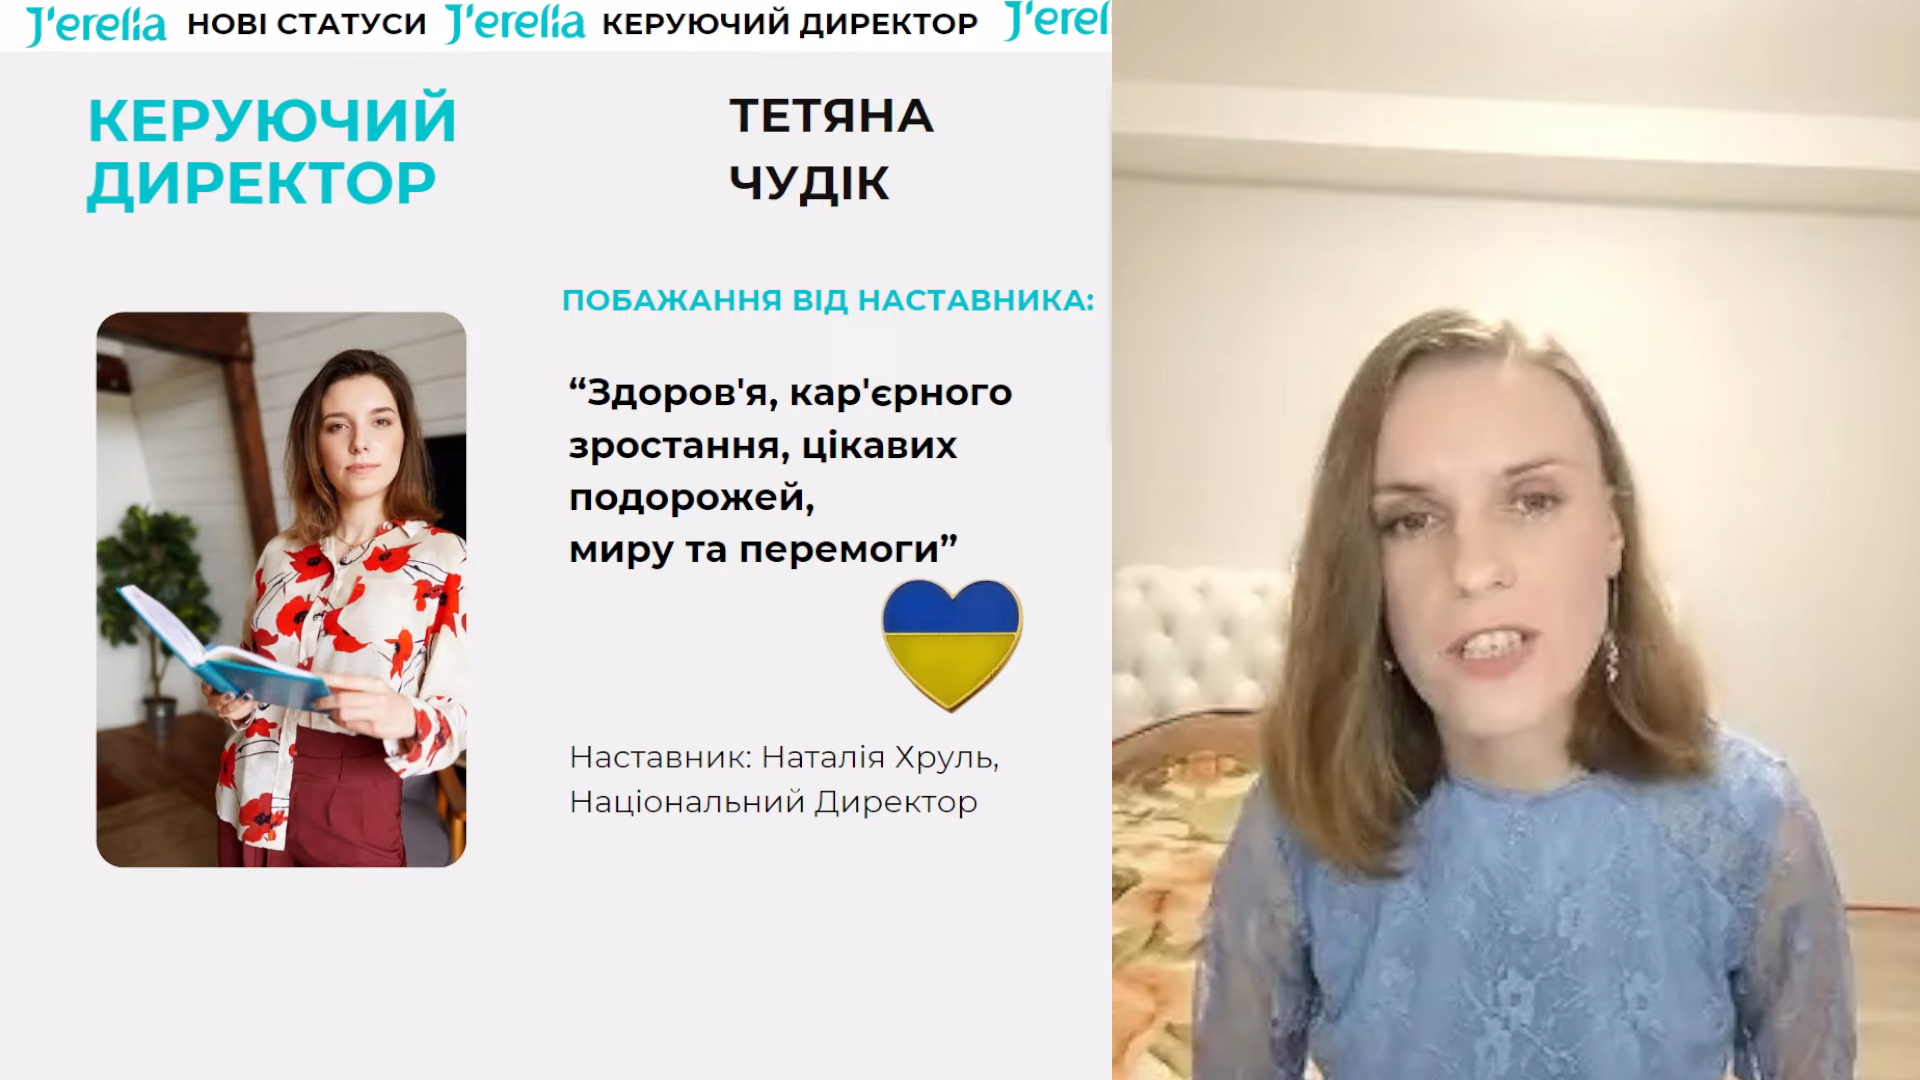 J'erelia НОВІ СТАТУСИ J'erelia КЕРУЮЧИЙ ДИРЕКТОР J'erel
КЕРУЮЧИЙ
ДИРЕКТОР
ТЕТЯНА
ЧУДІК
ПОБАЖАННЯ ВІД НАСТАВНИКА:
“Здоров'я, кар'єрного
зростання, цікавих
подорожей,
миру та перемоги”
Наставник: Наталія Хруль,
Національний Директор